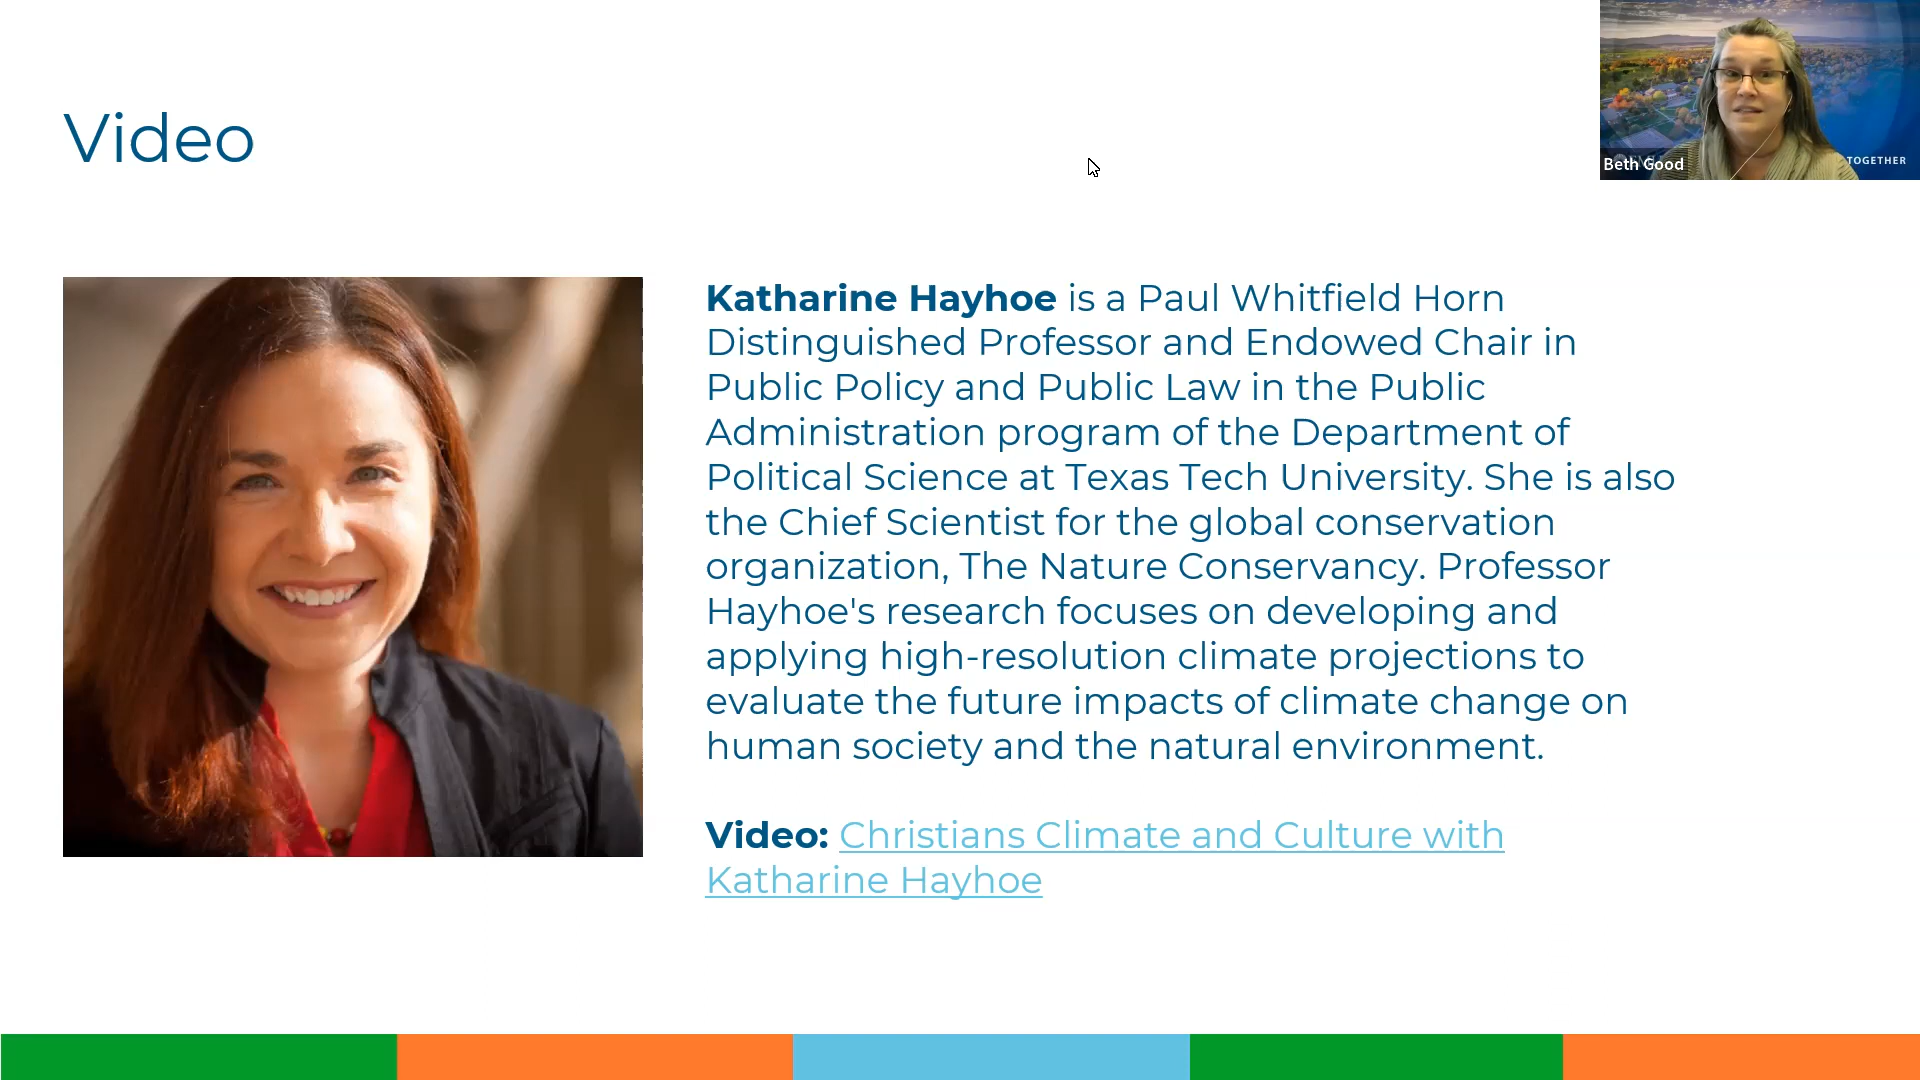 Video
Katharine Hayhoe is a Paul Whitfield Horn
Distinguished Professor and Endowed Chair in
Public Policy and Public Law in the Public
Administration program of the Department of
Political Science at Texas Tech University. She is also
the Chief Scientist for the global conservation
organization, The Nature Conservancy. Professor
Hayhoe's research focuses on developing and
applying high-resolution climate projections to
evaluate the future impacts of climate change on
human society and the natural environment.
Video: Christians Climate and Culture with
Katharine Hayhoe
Beth Good
TOGETHER